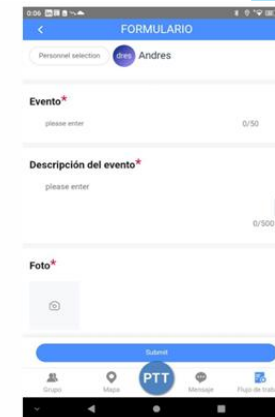 0:06
FORMULARIO
Personnel selection dres Andres
Evento*
please enter 0/50
Descripción del evento*
please enter
0/500
Foto*
Submit
Grupo Mapa PTT Mensaje Flujo de trab